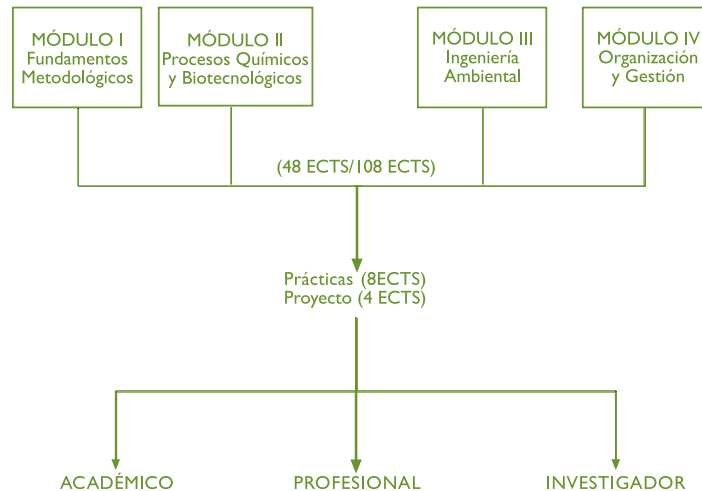 MÓDULO I
Fundamentos
Metodológicos
MÓDULO II
Procesos Químicos
y Biotecnológicos
MÓDULO III
Ingeniería
Ambiental
MÓDULO IV
Organización
y Gestión
(48 ECTS/108 ECTS)
Prácticas (8ECTS)
Proyecto (4 ECTS)
ACADÉMICO
PROFESIONAL
INVESTIGADOR